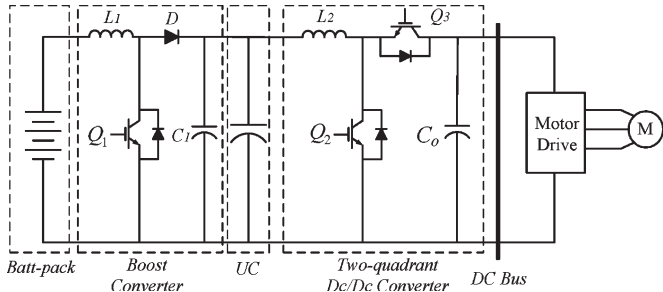 L1
D
L2
Q3
Q1
C1
Q2
Co
Motor
Drive
M
Batt-pack
Boost
Converter
UC
Two-quadrant
Dc/Dc Converter
DC Bus